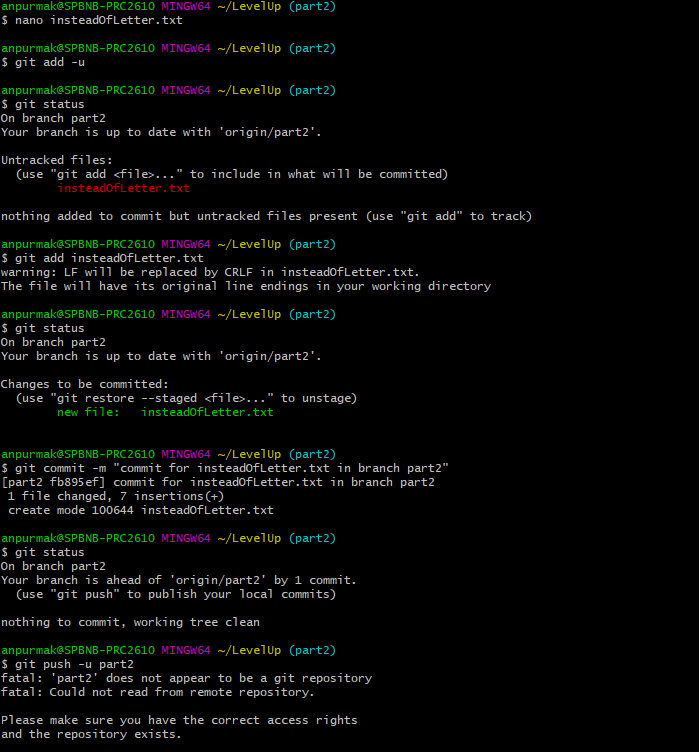 anpurmak@SPBNB-PRC2610 MINGW64 ~/LevelUp (part2)
$ nano insteadOfLetter.txt
anpurmak@SPBNB-PRC2610 MINGW64 ~/LevelUp (part2)
$ git add -u
anpurmak@SPBNB-PRC2610 MINGW64 ~/LevelUp (part2)
$ git status
On branch part2
Your branch is up to date with 'origin/part2'.
Untracked files:
  (use "git add <file>..." to include in what will be committed)
        insteadOfLetter.txt
nothing added to commit but untracked files present (use "git add" to track)
anpurmak@SPBNB-PRC2610 MINGW64 ~/LevelUp (part2)
$ git add insteadOfLetter.txt
warning: LF will be replaced by CRLF in insteadOfLetter.txt.
The file will have its original line endings in your working directory
anpurmak@SPBNB-PRC2610 MINGW64 ~/LevelUp (part2)
$ git status
On branch part2
Your branch is up to date with 'origin/part2'.
Changes to be committed:
  (use "git restore --staged <file>..." to unstage)
        new file:   insteadOfLetter.txt
anpurmak@SPBNB-PRC2610 MINGW64 ~/LevelUp (part2)
$ git commit -m "commit for insteadOfLetter.txt in branch part2"
[part2 fb895ef] commit for insteadOfLetter.txt in branch part2
 1 file changed, 7 insertions(+)
 create mode 100644 insteadOfLetter.txt
anpurmak@SPBNB-PRC2610 MINGW64 ~/LevelUp (part2)
$ git status
On branch part2
Your branch is ahead of 'origin/part2' by 1 commit.
  (use "git push" to publish your local commits)
nothing to commit, working tree clean
anpurmak@SPBNB-PRC2610 MINGW64 ~/LevelUp (part2)
$ git push -u part2
fatal: 'part2' does not appear to be a git repository
fatal: Could not read from remote repository.
Please make sure you have the correct access rights
and the repository exists.